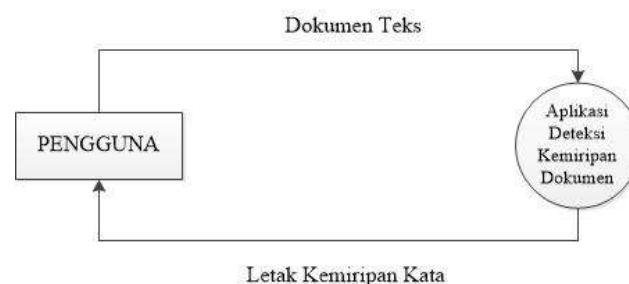 Dokumen Teks
PENGGUNA
Aplikasi
Deteksi
Kemiripan
Dokumen
Letak Kemiripan Kata